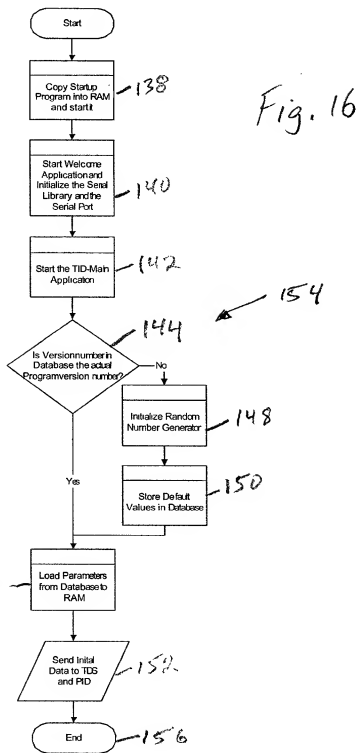 Start
Copy Startup
Program into RAM
and start it
138
Fig. 16
Start Welcome
Application and
Initialize the Serial
Library and the
Serial Port
140
Start the TID-Main
Application
142
154
144
Is Versionnumber in
Database the actual
Programversion number?
No
Initialize Random
Number Generator
148
Yes
Store Default
Values in Database
150
Load Parameters
from Database to
RAM
Send Inital
Data to TDS
and PID
152
End
156